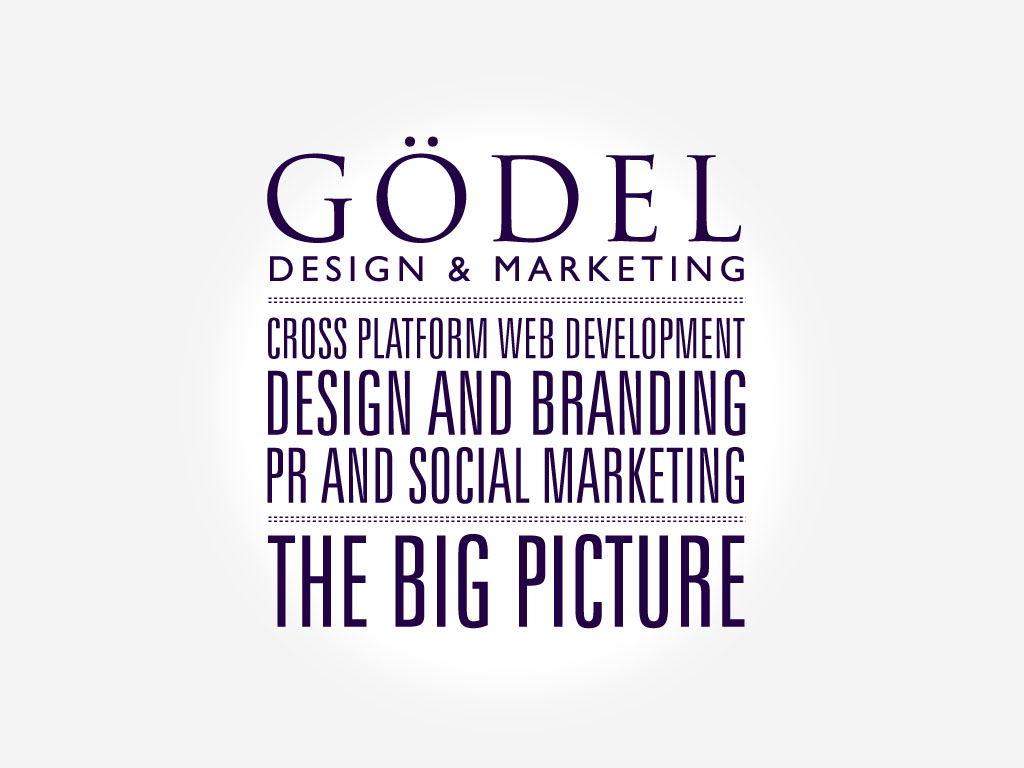 GÖDEL
DESIGN & MARKETING
CROSS PLATFORM WEB DEVELOPMENT
DESIGN AND BRANDING
PR AND SOCIAL MARKETING
THE BIG PICTURE